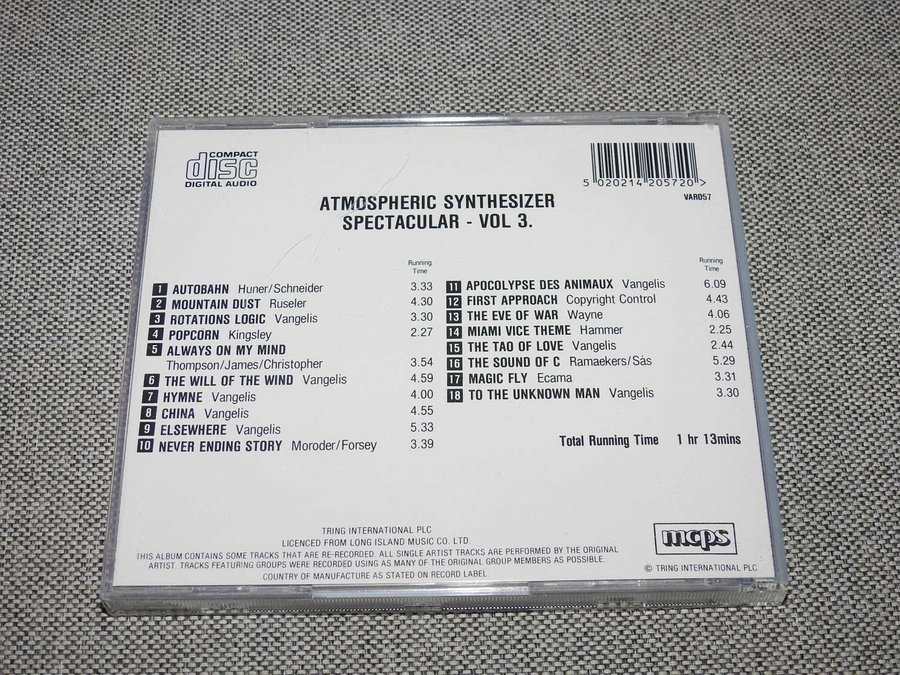 COMPACT
disc
DIGITAL AUDIO
5 020214 205720 >
VAR057
ATMOSPHERIC SYNTHESIZER
SPECTACULAR - VOL 3.
Running
Time
1 AUTOBAHN Huner/Schneider 3.33
2 MOUNTAIN DUST Ruseler 4.30
3 ROTATIONS LOGIC Vangelis 3.30
4 POPCORN Kingsley 2.27
5 ALWAYS ON MY MIND
Thompson/James/Christopher 3.54
6 THE WILL OF THE WIND Vangelis 4.59
7 HYMNE Vangelis 4.00
8 CHINA Vangelis 4.55
9 ELSEWHERE Vangelis 5.33
10 NEVER ENDING STORY Moroder/Forsey 3.39
Running
Time
11 APOCOLYPSE DES ANIMAUX Vangelis 6.09
12 FIRST APPROACH Copyright Control 4.43
13 THE EVE OF WAR Wayne 4.06
14 MIAMI VICE THEME Hammer 2.25
15 THE TAO OF LOVE Vangelis 2.44
16 THE SOUND OF C Ramaekers/Sàs 5.29
17 MAGIC FLY Ecama 3.31
18 TO THE UNKNOWN MAN Vangelis 3.30
Total Running Time 1 hr 13mins
TRING INTERNATIONAL PLC
LICENCED FROM LONG ISLAND MUSIC CO. LTD.
THIS ALBUM CONTAINS SOME TRACKS THAT ARE RE-RECORDED. ALL SINGLE ARTIST TRACKS ARE PERFORMED BY THE ORIGINAL
ARTIST. TRACKS FEATURING GROUPS WERE RECORDED USING AS MANY OF THE ORIGINAL GROUP MEMBERS AS POSSIBLE.
COUNTRY OF MANUFACTURE AS STATED ON RECORD LABEL
mcps
© TRING INTERNATIONAL PLC.